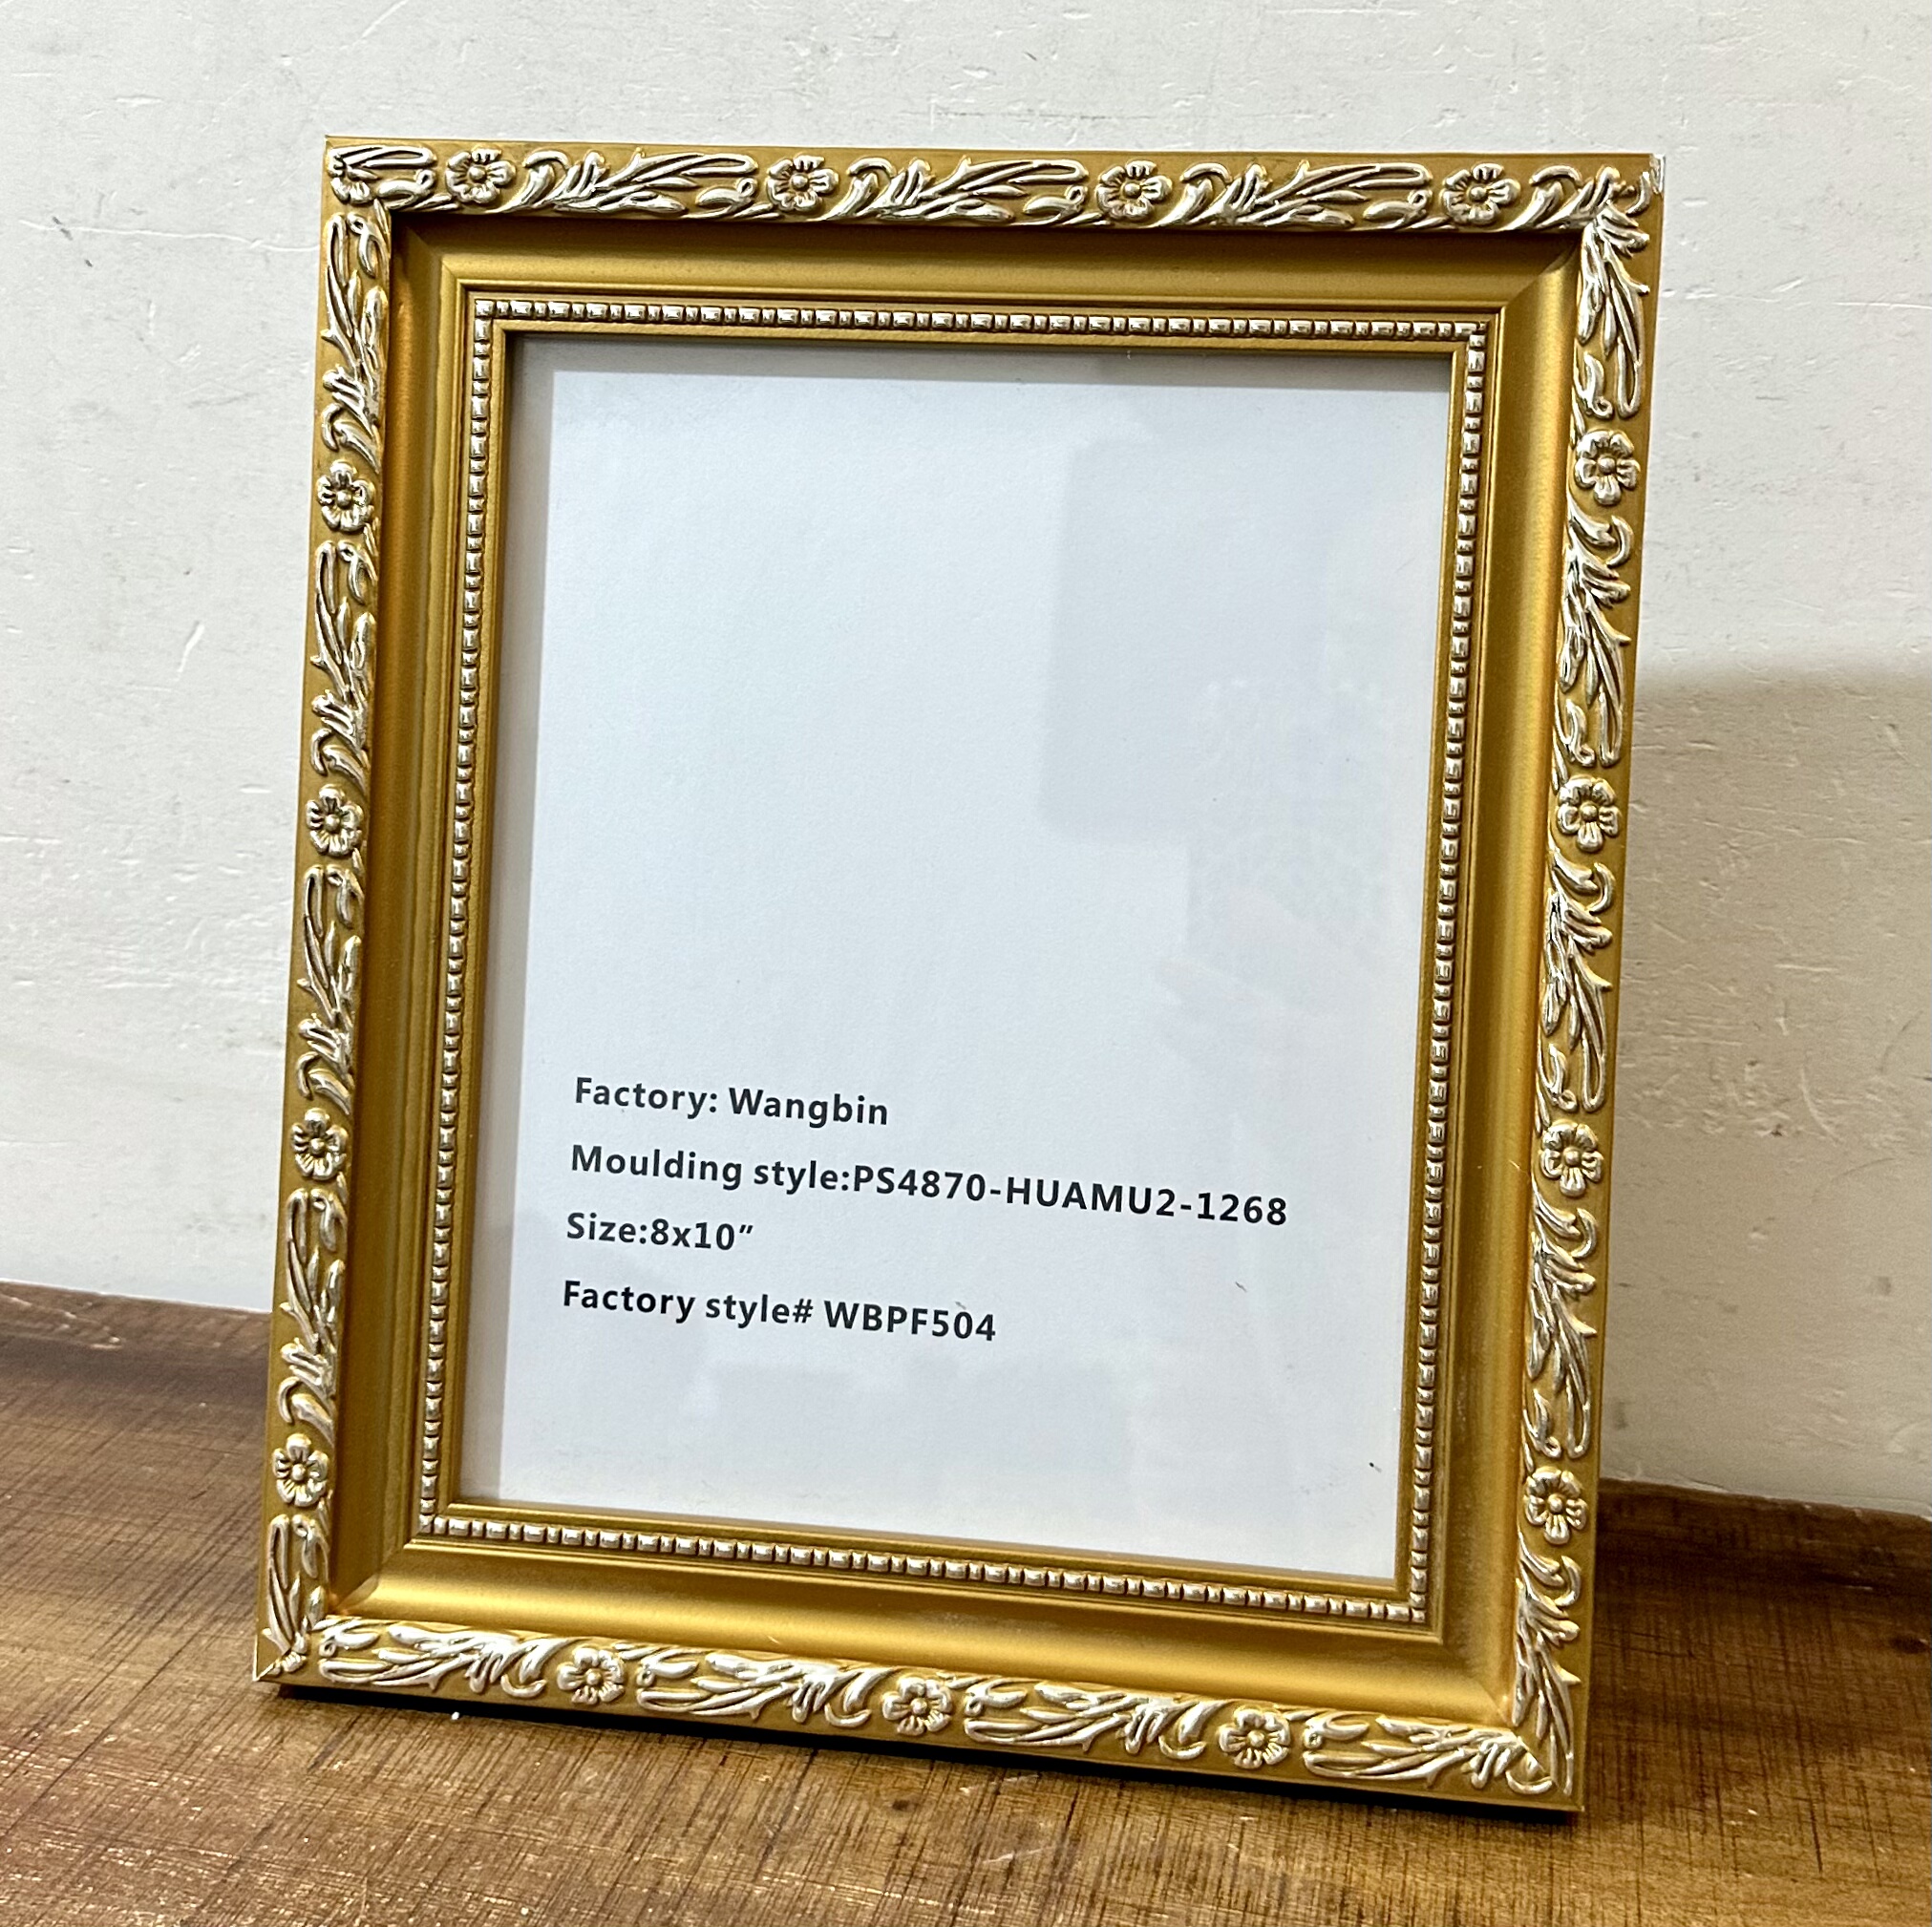 Factory: Wangbin
Moulding style:PS4870-HUAMU2-1268
Size:8x10”
Factory style# WBPF504